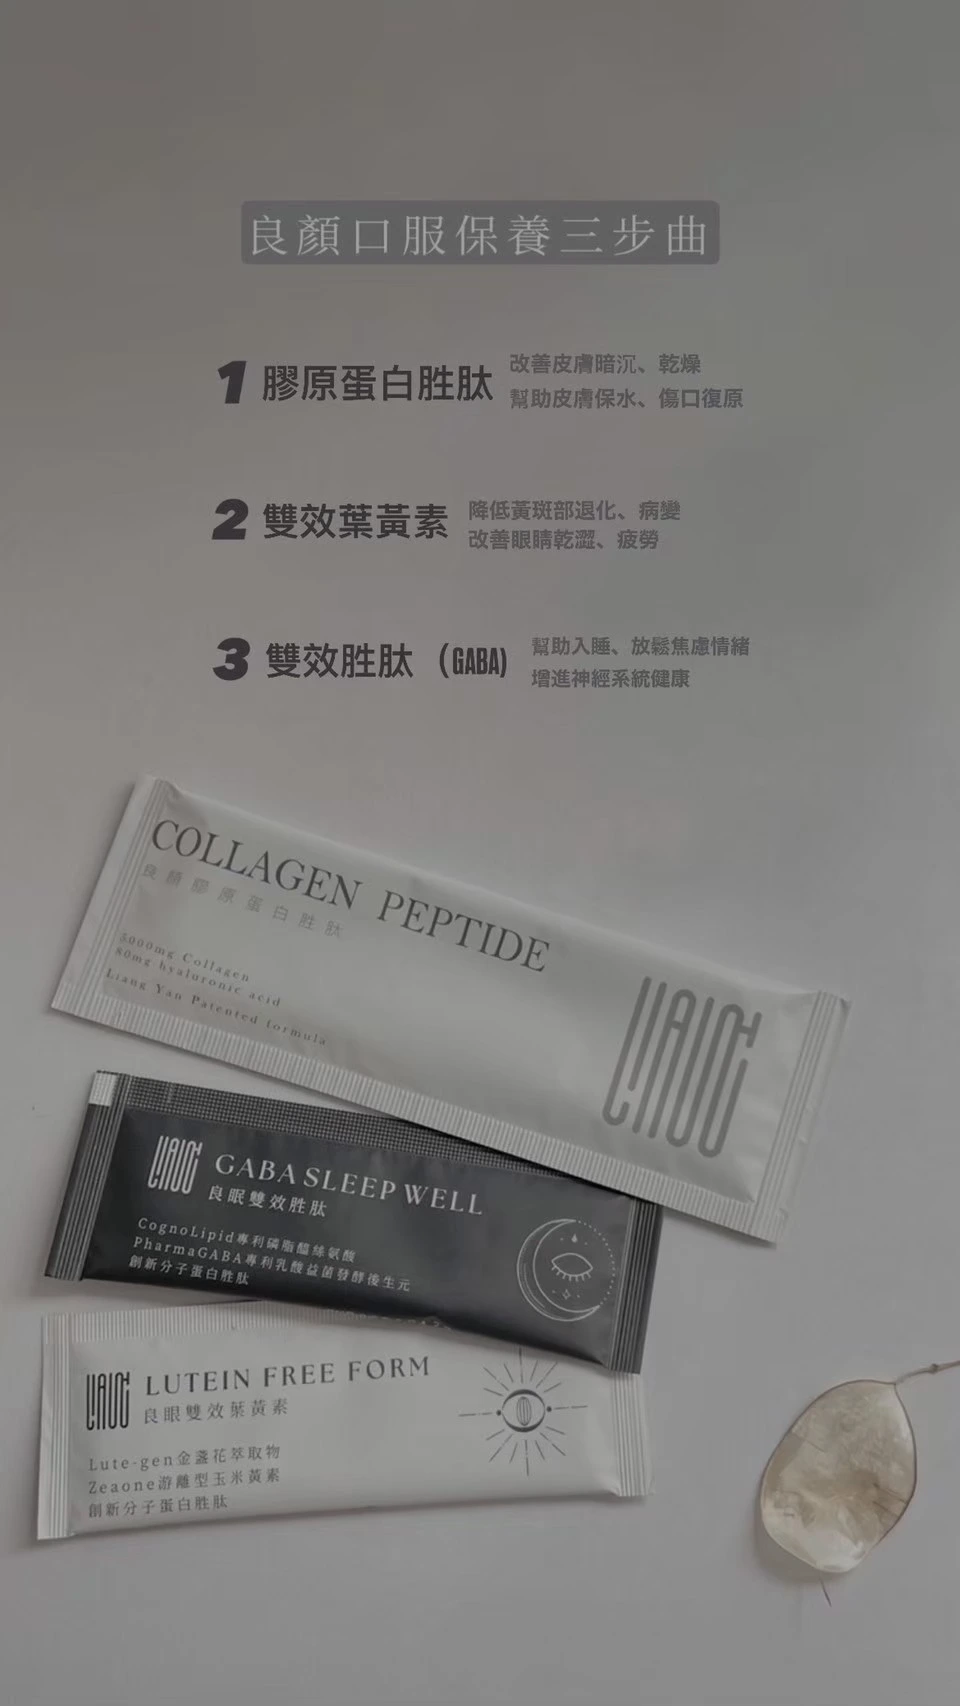 良顏口服保養三步曲
1 膠原蛋白胜肽
改善皮膚暗沉、乾燥
幫助皮膚保水、傷口復原
2 雙效葉黃素
降低黃斑部退化、病變
改善眼睛乾澀、疲勞
3 雙效胜肽（GABA)
幫助入睡、放鬆焦慮情緒
增進神經系統健康
COLLAGEN PEPTIDE
良顏膠原蛋白胜肽
5000mg Collagen
80mg hyaluronic acid
Liang Yan Patented formula
GABA SLEEP WELL
良眠雙效胜肽
CognoLipid專利磷脂醯絲氨酸
PharmaGABA專利乳酸益菌發酵後生元
創新分子蛋白胜肽
LUTEIN FREE FORM
良眼雙效葉黃素
Lute-gen金盞花萃取物
Zeaone游離型玉米黃素
創新分子蛋白胜肽